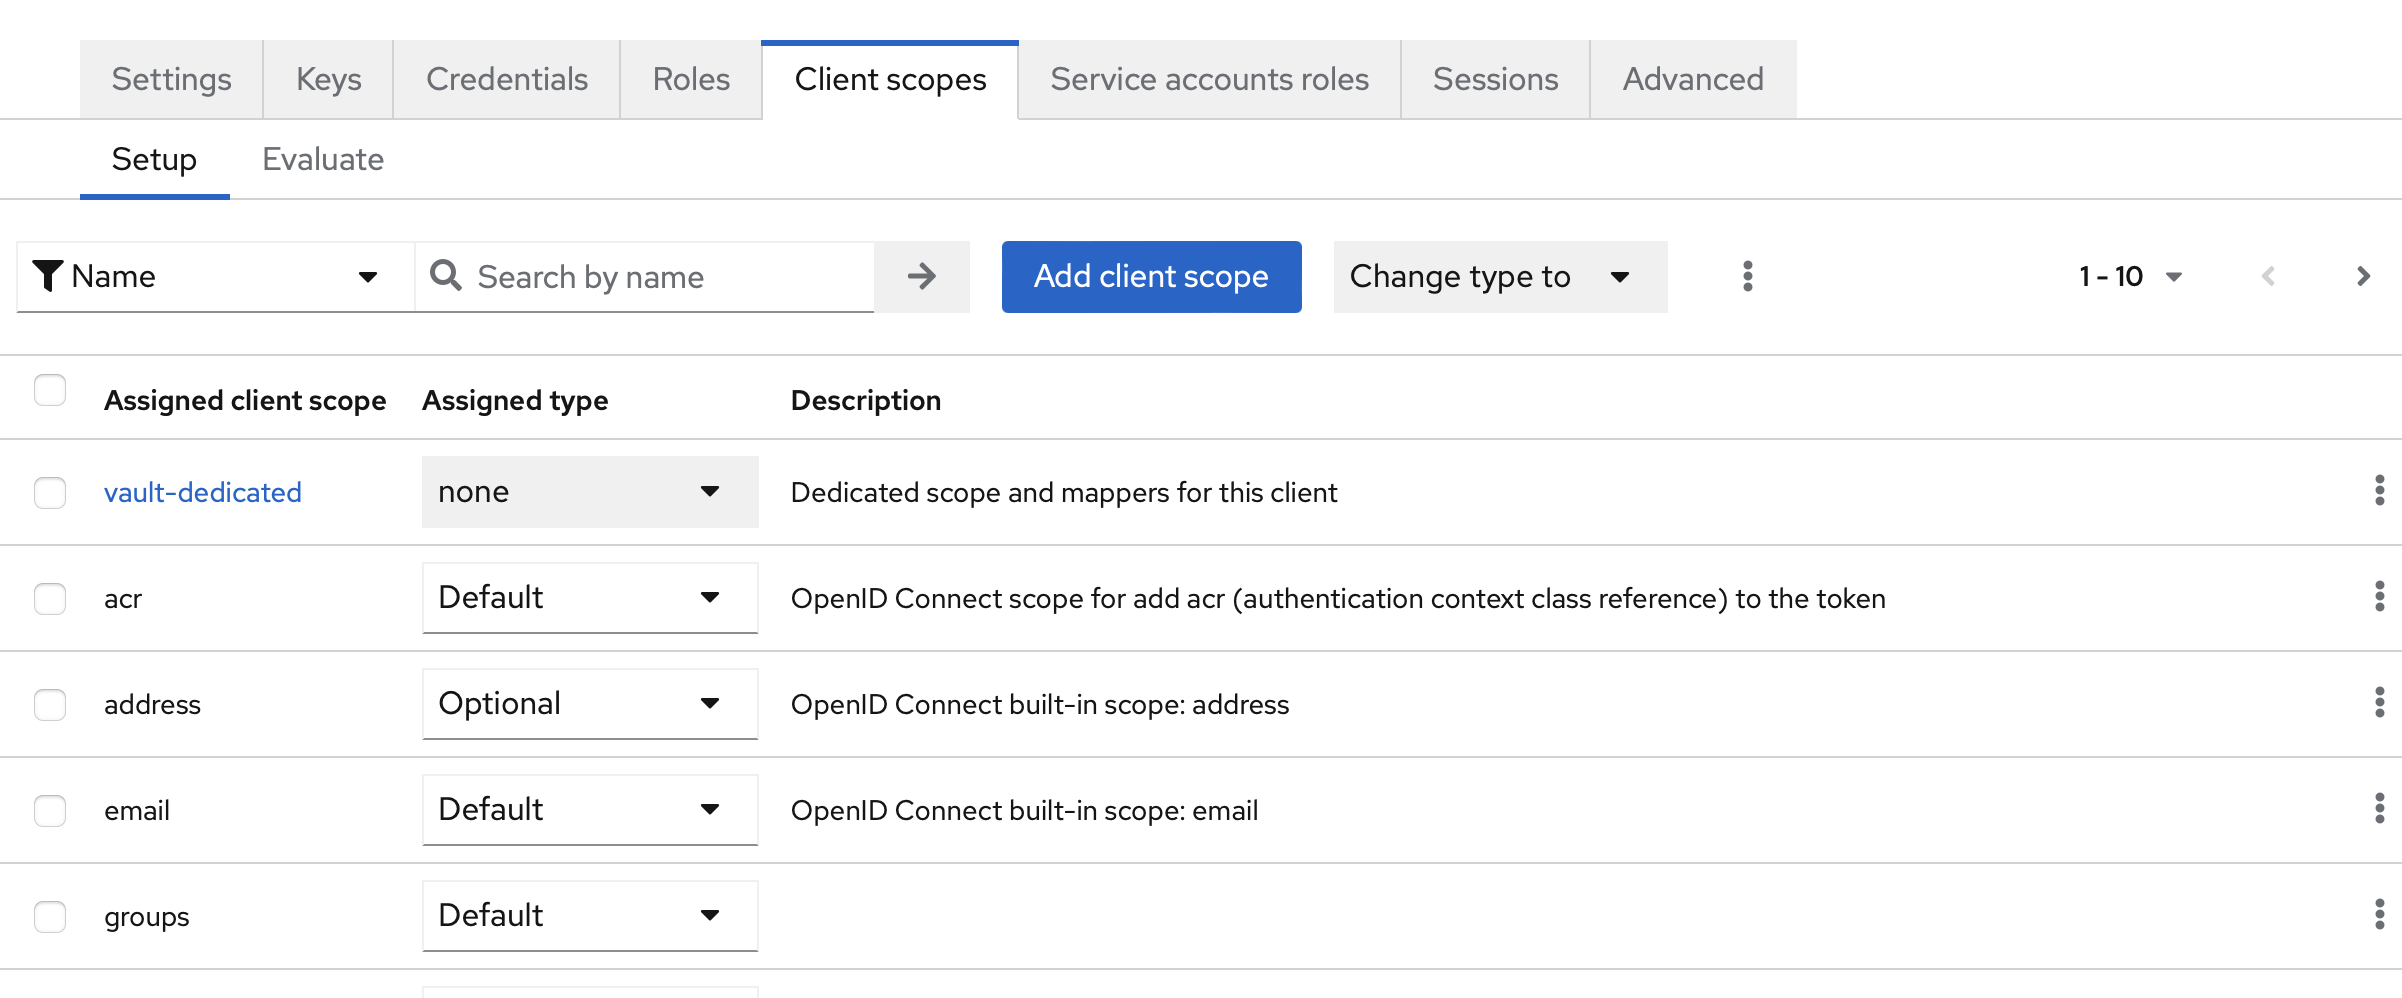 Settings Keys Credentials Roles Client scopes Service accounts roles Sessions Advanced
Setup Evaluate
Name Search by name Add client scope Change type to 1 - 10
Assigned client scope Assigned type Description
vault-dedicated none Dedicated scope and mappers for this client
acr Default OpenID Connect scope for add acr (authentication context class reference) to the token
address Optional OpenID Connect built-in scope: address
email Default OpenID Connect built-in scope: email
groups Default